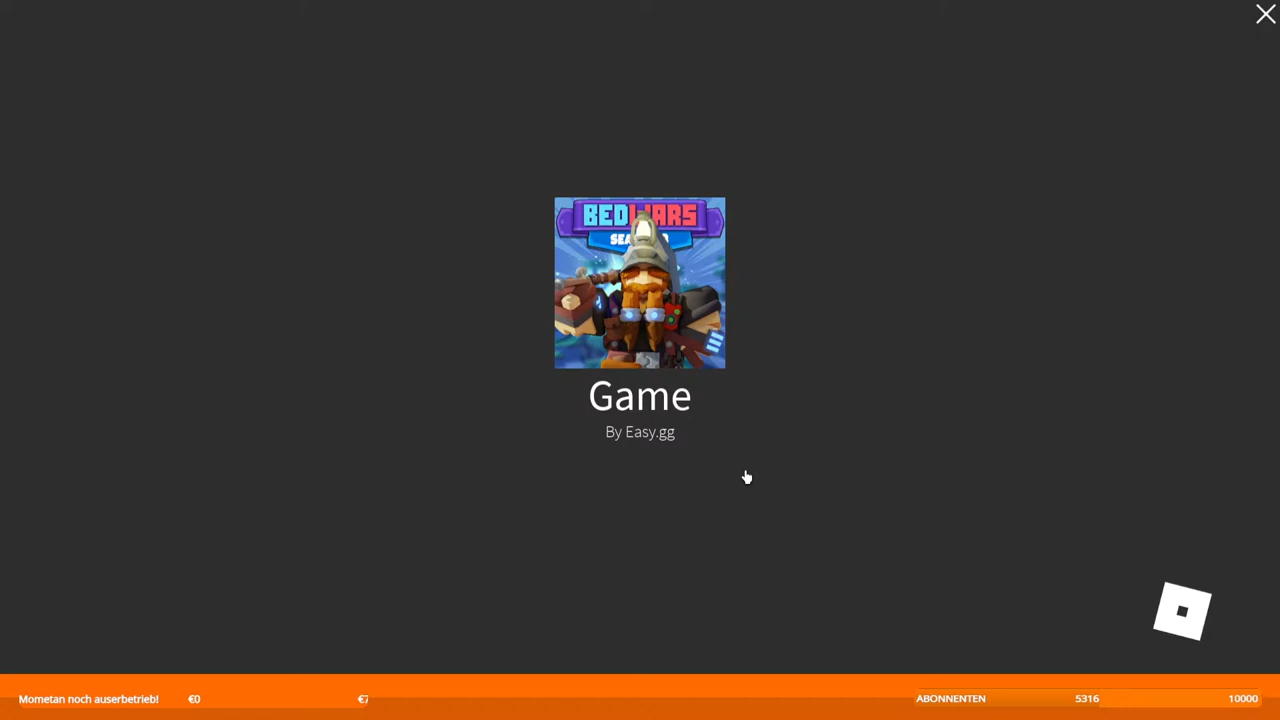 BEDWARS
Game
By Easy.gg
Mometan noch auserbetrieb! €0 €7
ABONNENTEN 5316 10000